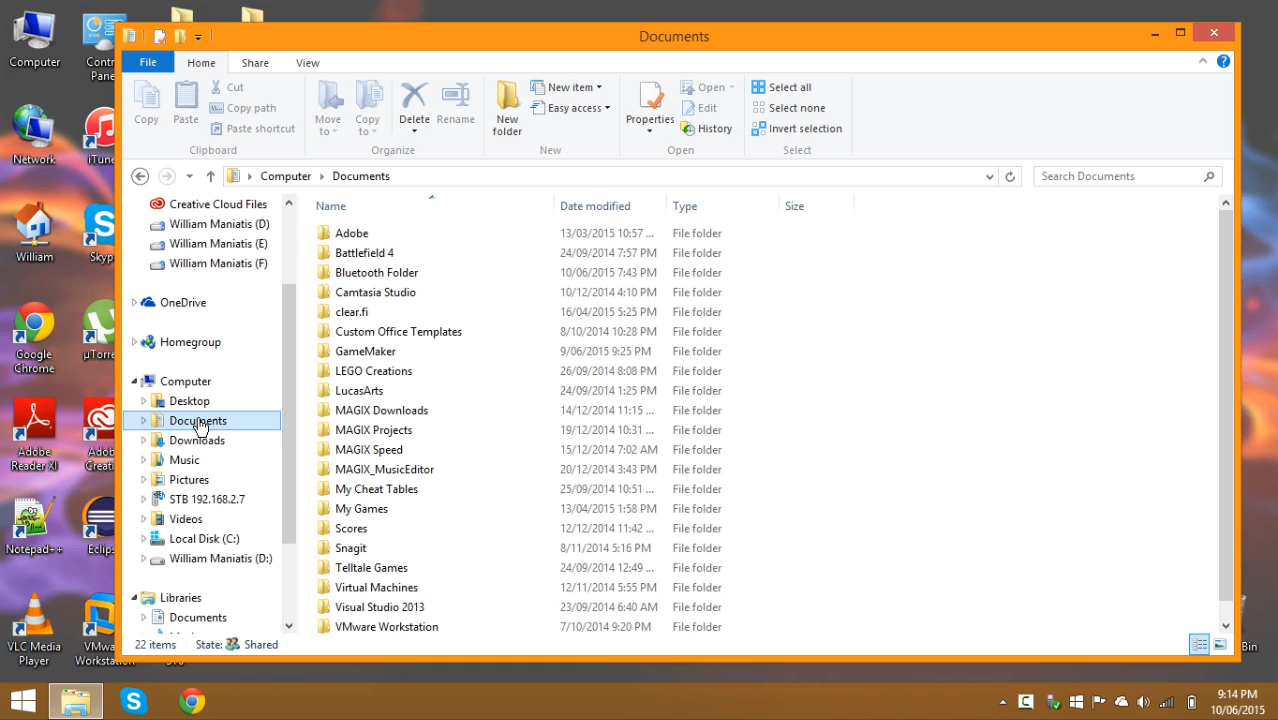 Computer
Contr
Pane
Network
iTune
William
Skyp
Google
Chrome
µTorre
Adobe
Reader XI
Adob
Creati
Notepad++
Eclips
VLC Media
Player
VMwa
Workstation
Bin
Documents
File Home Share View
Copy
Paste
Cut
Copy path
Paste shortcut
Clipboard
Move
to
Copy
to
Delete
Rename
Organize
New
folder
New item
Easy access
New
Properties
Open
Edit
History
Open
Select all
Select none
Invert selection
Select
Computer Documents
Search Documents
Creative Cloud Files
William Maniatis (D)
William Maniatis (E)
William Maniatis (F)
OneDrive
Homegroup
Computer
Desktop
Documents
Downloads
Music
Pictures
STB 192.168.2.7
Videos
Local Disk (C:)
William Maniatis (D:)
Libraries
Documents
Name Date modified Type Size
Adobe 13/03/2015 10:57 ... File folder
Battlefield 4 24/09/2014 7:57 PM File folder
Bluetooth Folder 10/06/2015 7:43 PM File folder
Camtasia Studio 10/12/2014 4:10 PM File folder
clear.fi 16/04/2015 5:25 PM File folder
Custom Office Templates 8/10/2014 10:28 PM File folder
GameMaker 9/06/2015 9:25 PM File folder
LEGO Creations 26/09/2014 8:08 PM File folder
LucasArts 24/09/2014 1:25 PM File folder
MAGIX Downloads 14/12/2014 11:15 ... File folder
MAGIX Projects 19/12/2014 10:31 ... File folder
MAGIX Speed 15/12/2014 7:02 AM File folder
MAGIX_MusicEditor 20/12/2014 3:43 PM File folder
My Cheat Tables 25/09/2014 10:51 ... File folder
My Games 13/04/2015 1:58 PM File folder
Scores 12/12/2014 11:42 ... File folder
Snagit 8/11/2014 5:16 PM File folder
Telltale Games 24/09/2014 12:49 ... File folder
Virtual Machines 12/11/2014 5:55 PM File folder
Visual Studio 2013 23/09/2014 6:40 AM File folder
VMware Workstation 7/10/2014 9:20 PM File folder
22 items State: Shared
9:14 PM
10/06/2015